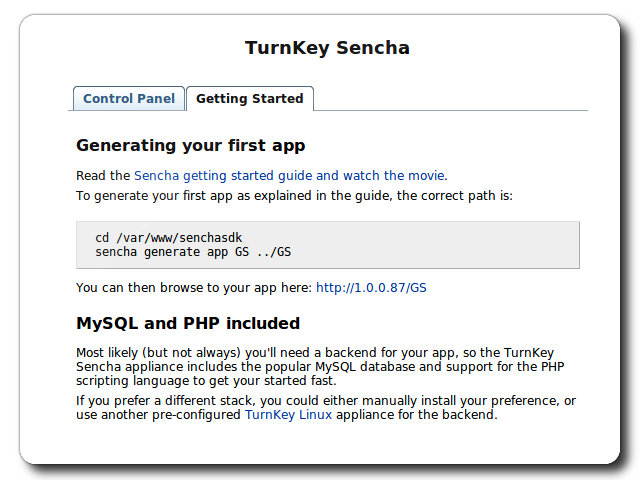 TurnKey Sencha
Control Panel
Getting Started
Generating your first app
Read the Sencha getting started guide and watch the movie.
To generate your first app as explained in the guide, the correct path is:
cd /var/www/senchasdk
sencha generate app GS ../GS
You can then browse to your app here: http://1.0.0.87/GS
MySQL and PHP included
Most likely (but not always) you'll need a backend for your app, so the TurnKey
Sencha appliance includes the popular MySQL database and support for the PHP
scripting language to get your started fast.
If you prefer a different stack, you could either manually install your preference, or
use another pre-configured TurnKey Linux appliance for the backend.